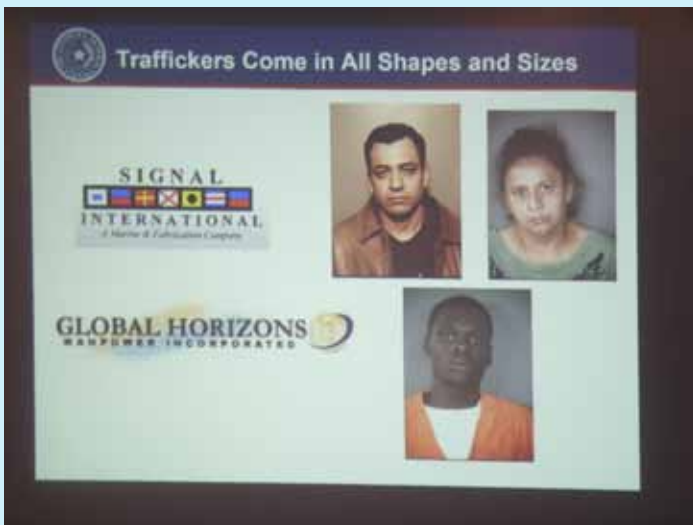 Traffickers Come in All Shapes and Sizes
SIGNAL
INTERNATIONAL
A Marine & Fabrication Company
GLOBAL HORIZONS
MANPOWER INCORPORATED